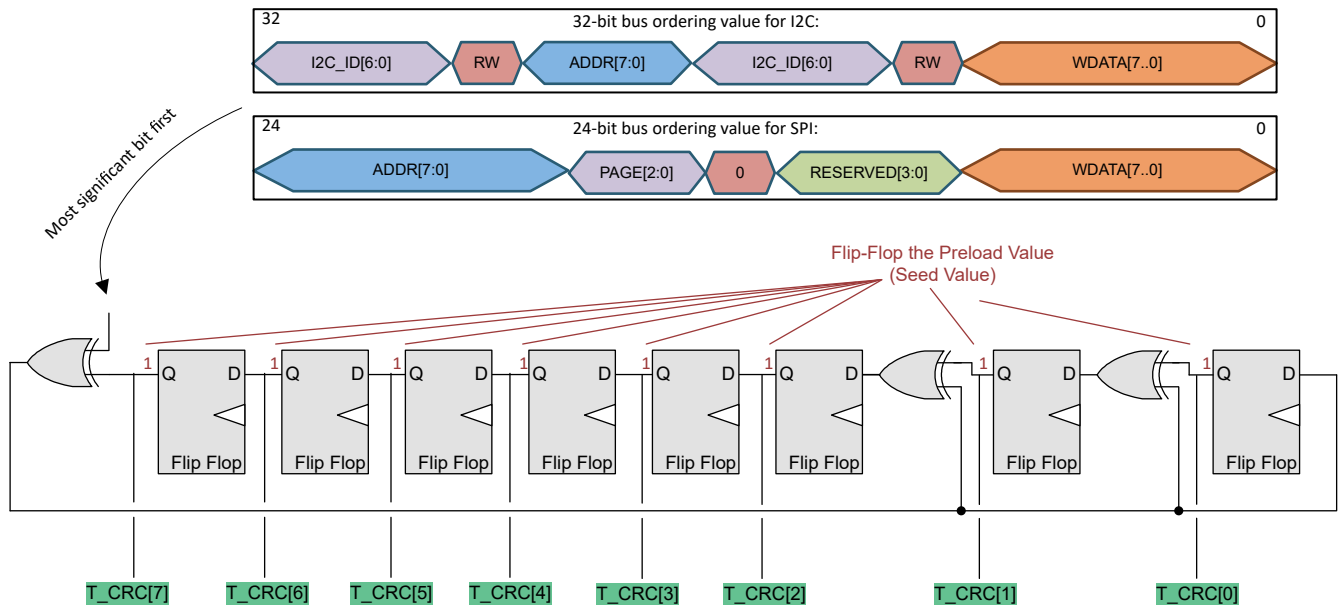 32 32-bit bus ordering value for I2C: 0
I2C_ID[6:0] RW ADDR[7:0] I2C_ID[6:0] RW WDATA[7..0]
24 24-bit bus ordering value for SPI: 0
ADDR[7:0] PAGE[2:0] 0 RESERVED[3:0] WDATA[7..0]
Most significant bit first
Flip-Flop the Preload Value
(Seed Value)
1 1 1 1 1 1 1 1
Q D Q D Q D Q D Q D Q D Q D Q D
Flip Flop Flip Flop Flip Flop Flip Flop Flip Flop Flip Flop Flip Flop Flip Flop
T_CRC[7] T_CRC[6] T_CRC[5] T_CRC[4] T_CRC[3] T_CRC[2] T_CRC[1] T_CRC[0]